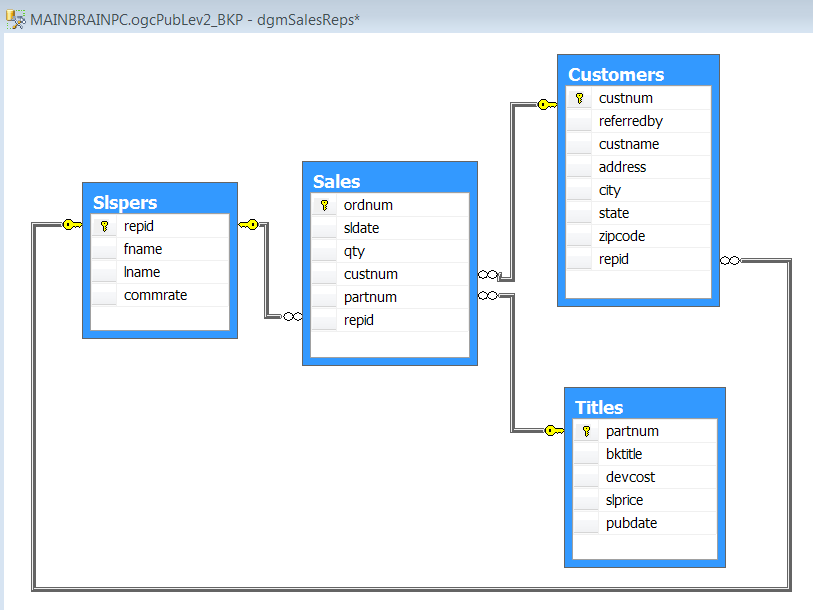 MAINBRAINPC.ogcPubLev2_BKP - dgmSalesReps*
Customers
custnum
referredby
custname
address
city
state
zipcode
repid
Slspers
repid
fname
lname
commrate
Sales
ordnum
sldate
qty
custnum
partnum
repid
Titles
partnum
bktitle
devcost
slprice
pubdate